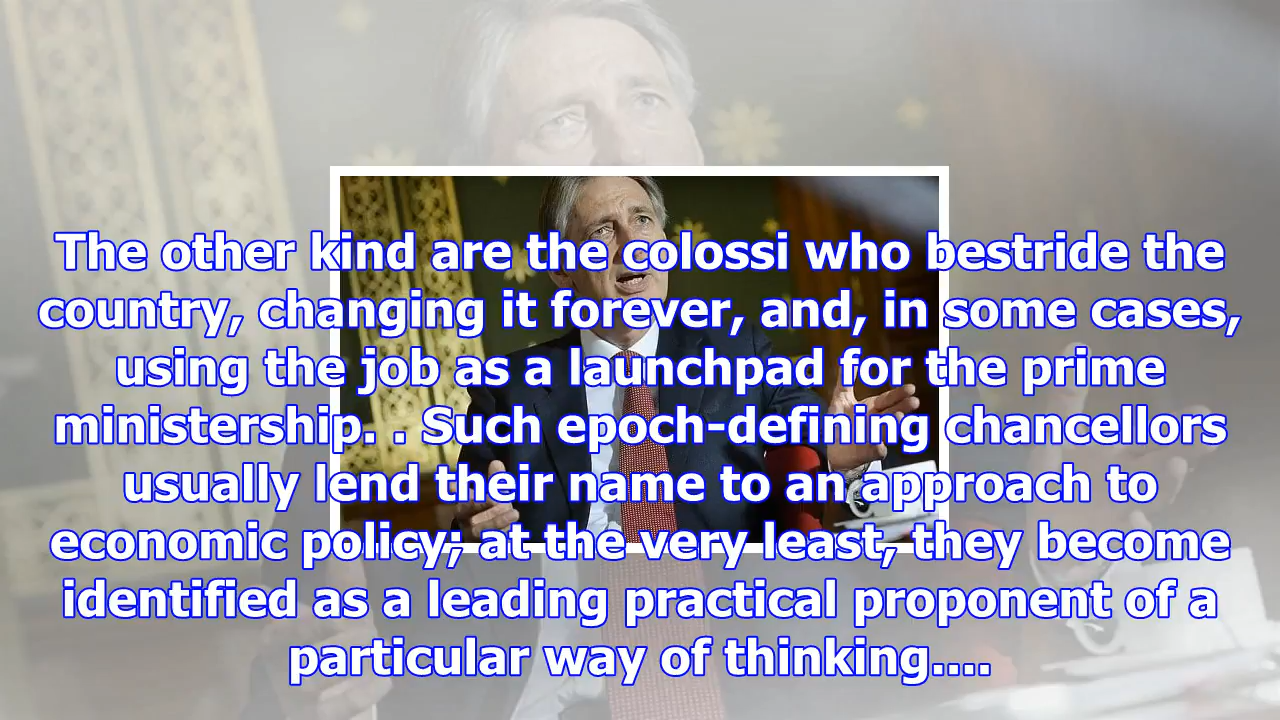 The other kind are the colossi who bestride the
country, changing it forever, and, in some cases,
using the job as a launchpad for the prime
ministership. . Such epoch-defining chancellors
usually lend their name to an approach to
economic policy; at the very least, they become
identified as a leading practical proponent of a
particular way of thinking....